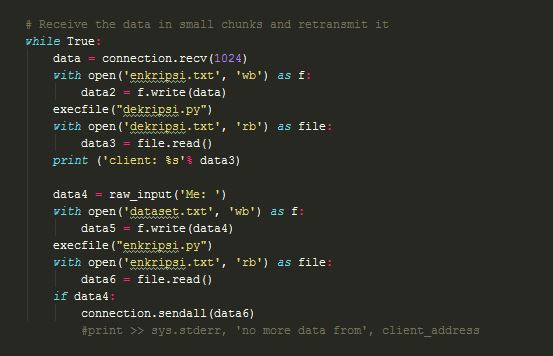 # Receive the data in small chunks and retransmit it
while True:
    data = connection.recv(1024)
    with open('enkripsi.txt', 'wb') as f:
        data2 = f.write(data)
    execfile("dekripsi.py")
    with open('dekripsi.txt', 'rb') as file:
        data3 = file.read()
    print ('client: %s'% data3)

    data4 = raw_input('Me: ')
    with open('dataset.txt', 'wb') as f:
        data5 = f.write(data4)
    execfile("enkripsi.py")
    with open('enkripsi.txt', 'rb') as file:
        data6 = file.read()
    if data4:
        connection.sendall(data6)
        #print >> sys.stderr, 'no more data from', client_address